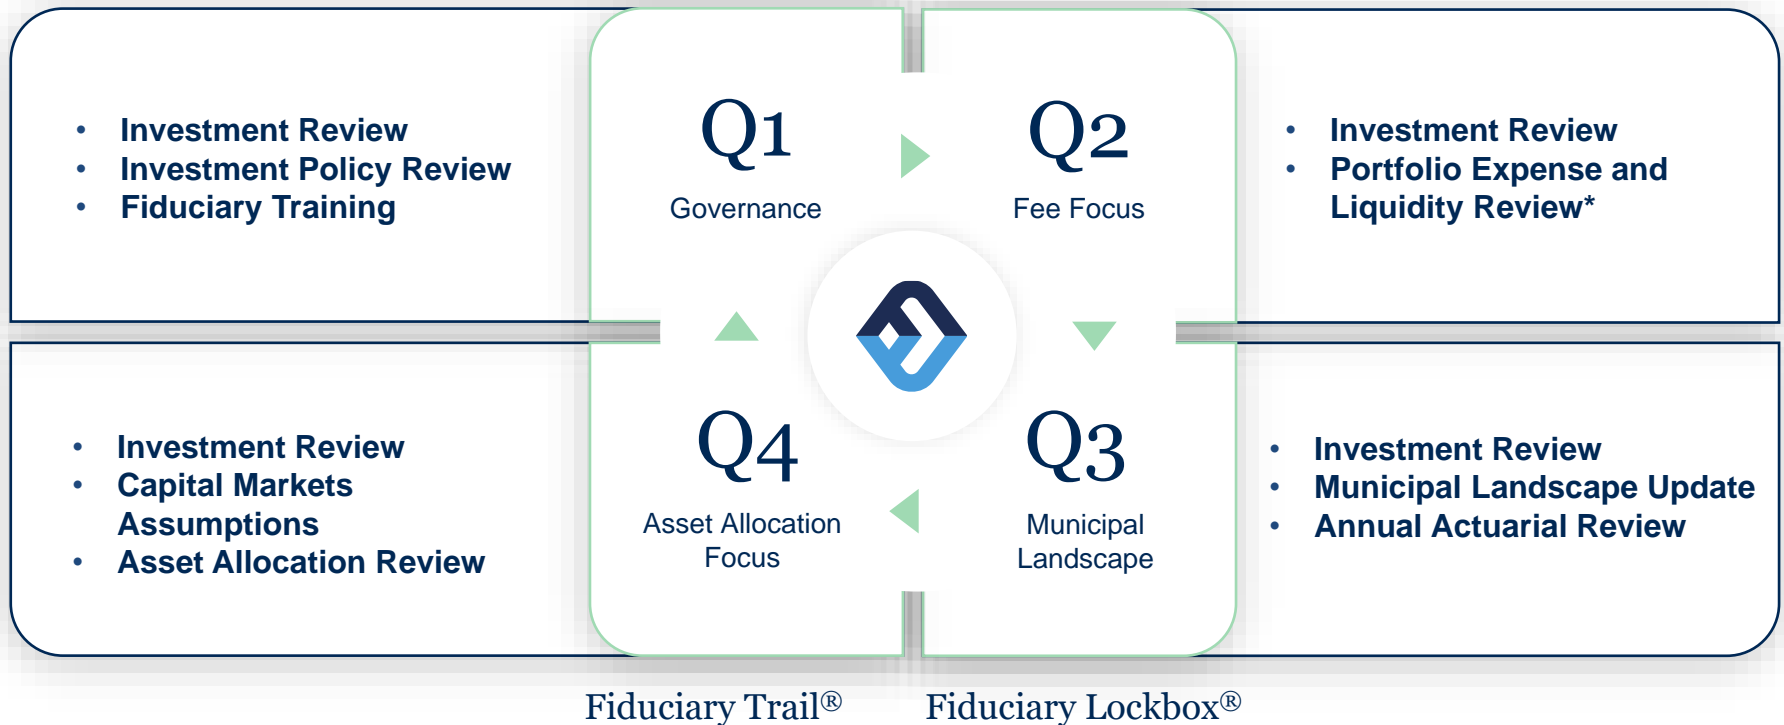 • Investment Review
• Investment Policy Review
• Fiduciary Training
Q1
Governance
Q2
Fee Focus
• Investment Review
• Portfolio Expense and
Liquidity Review*
• Investment Review
• Capital Markets
Assumptions
• Asset Allocation Review
Q4
Asset Allocation
Focus
Q3
Municipal
Landscape
• Investment Review
• Municipal Landscape Update
• Annual Actuarial Review
Fiduciary Trail®
Fiduciary Lockbox®